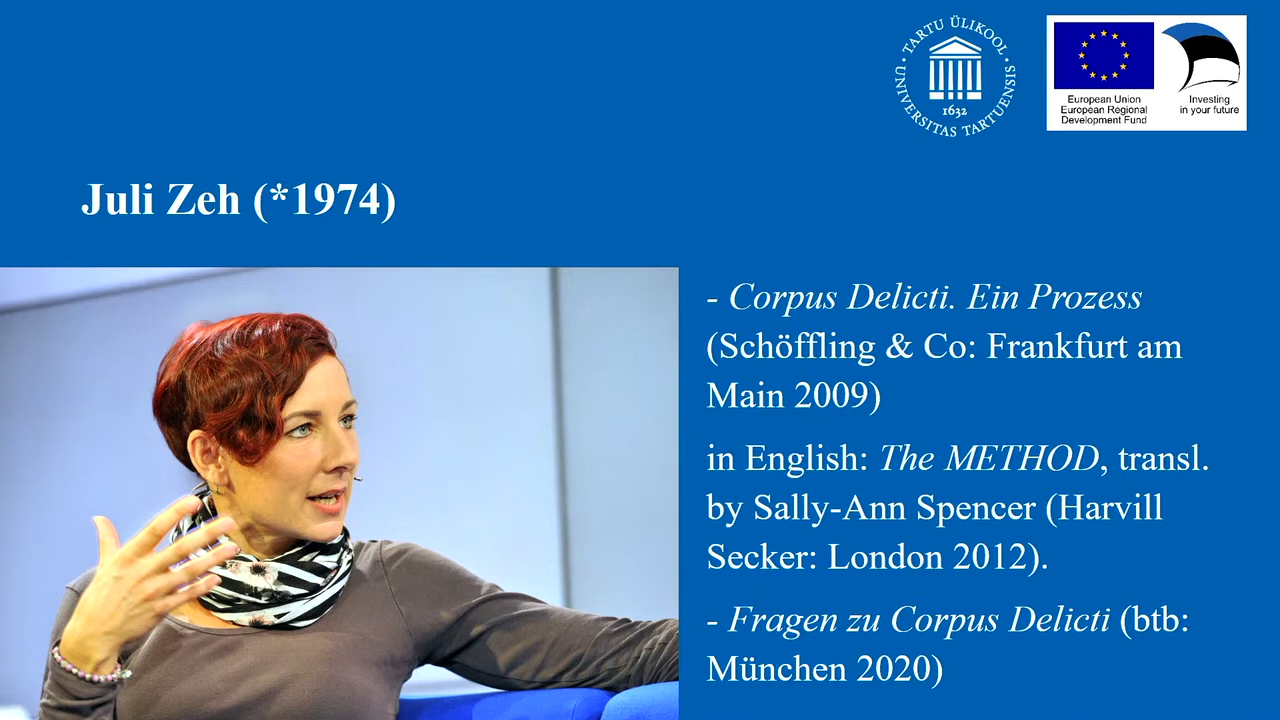 TARTU ÜLIKOOL
UNIVERSITAS TARTUENSIS
1632
European Union
European Regional
Development Fund
Investing
in your future
Juli Zeh (*1974)
- Corpus Delicti. Ein Prozess
(Schöffling & Co: Frankfurt am
Main 2009)
in English: The METHOD, transl.
by Sally-Ann Spencer (Harvill
Secker: London 2012).
- Fragen zu Corpus Delicti (btb:
München 2020)